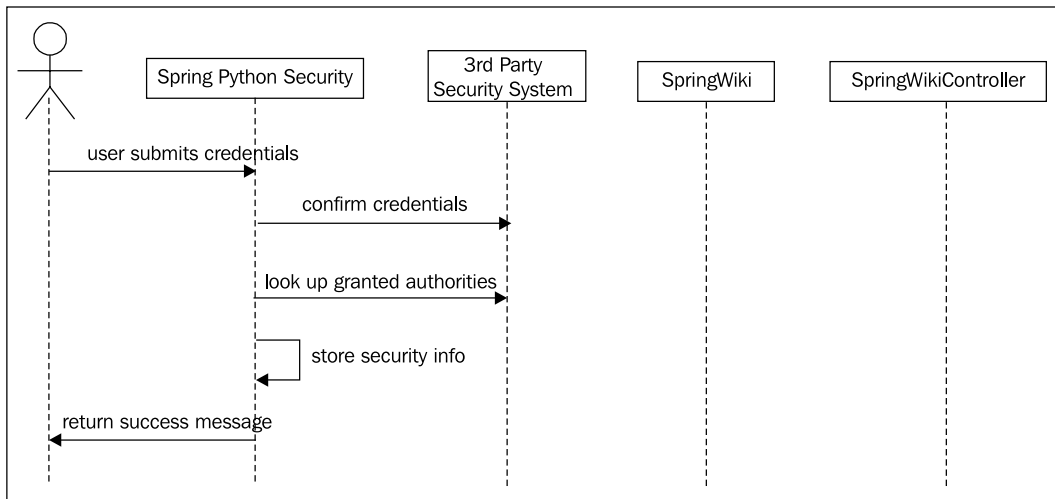 Spring Python Security
3rd Party
Security System
SpringWiki
SpringWikiController
user submits credentials
confirm credentials
look up granted authorities
store security info
return success message